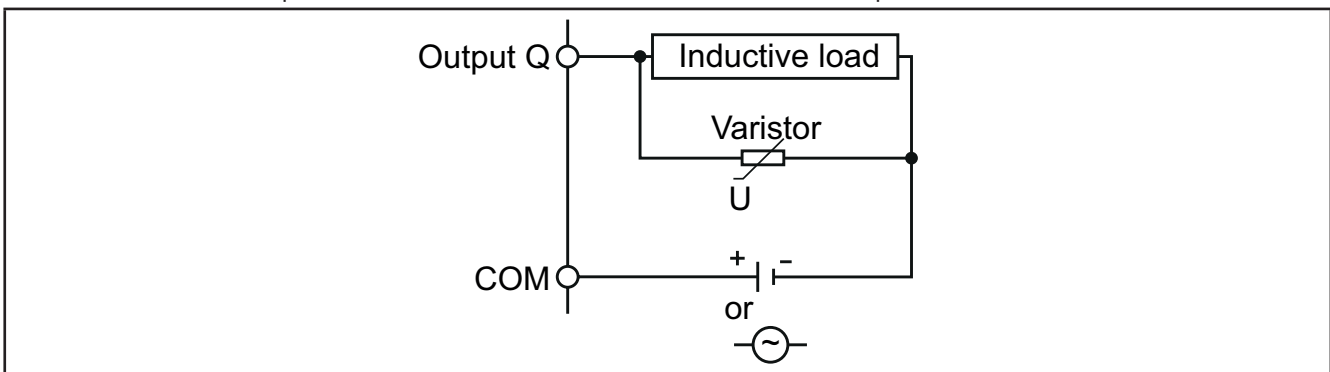 Output Q
Inductive load
Varistor
U
COM
+ -
or
~